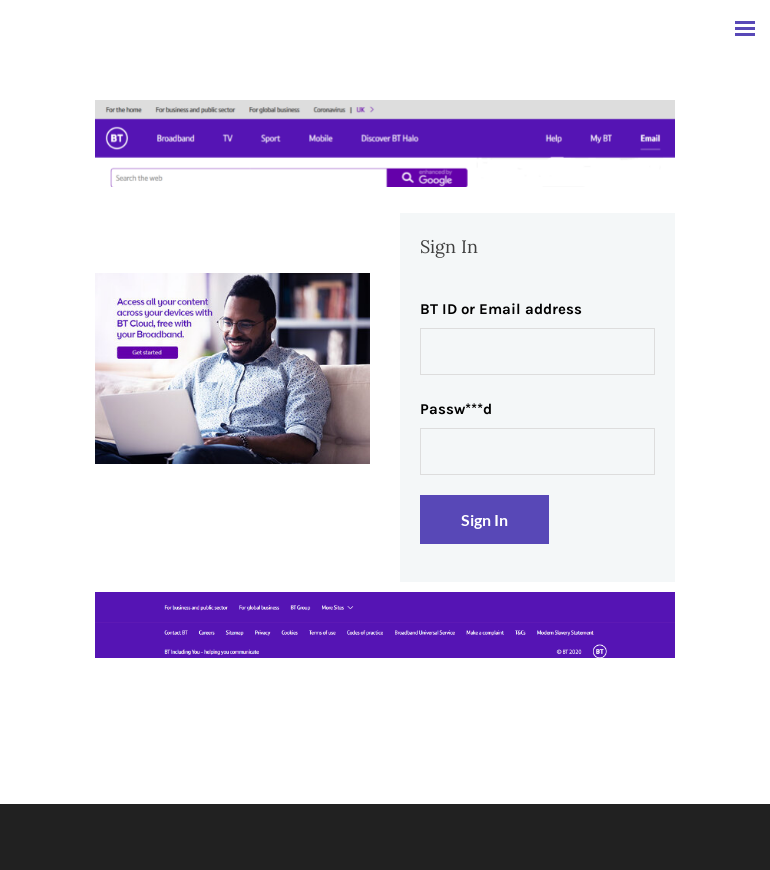 For the home For business and public sector For global business Coronavirus | UK >
BT Broadband TV Sport Mobile Discover BT Halo Help My BT Email
Search the web enhanced by Google
Sign In
Access all your content
across your devices with
BT Cloud, free with
your Broadband.
Get started
BT ID or Email address
Passw***d
Sign In
For business and public sector For global business BT Group More Sites
Contact BT Careers Sitemap Privacy Cookies Terms of use Codes of practice Broadband Universal Service Make a complaint T&Cs Modern Slavery Statement
BT Including You - helping you communicate © BT 2020 BT